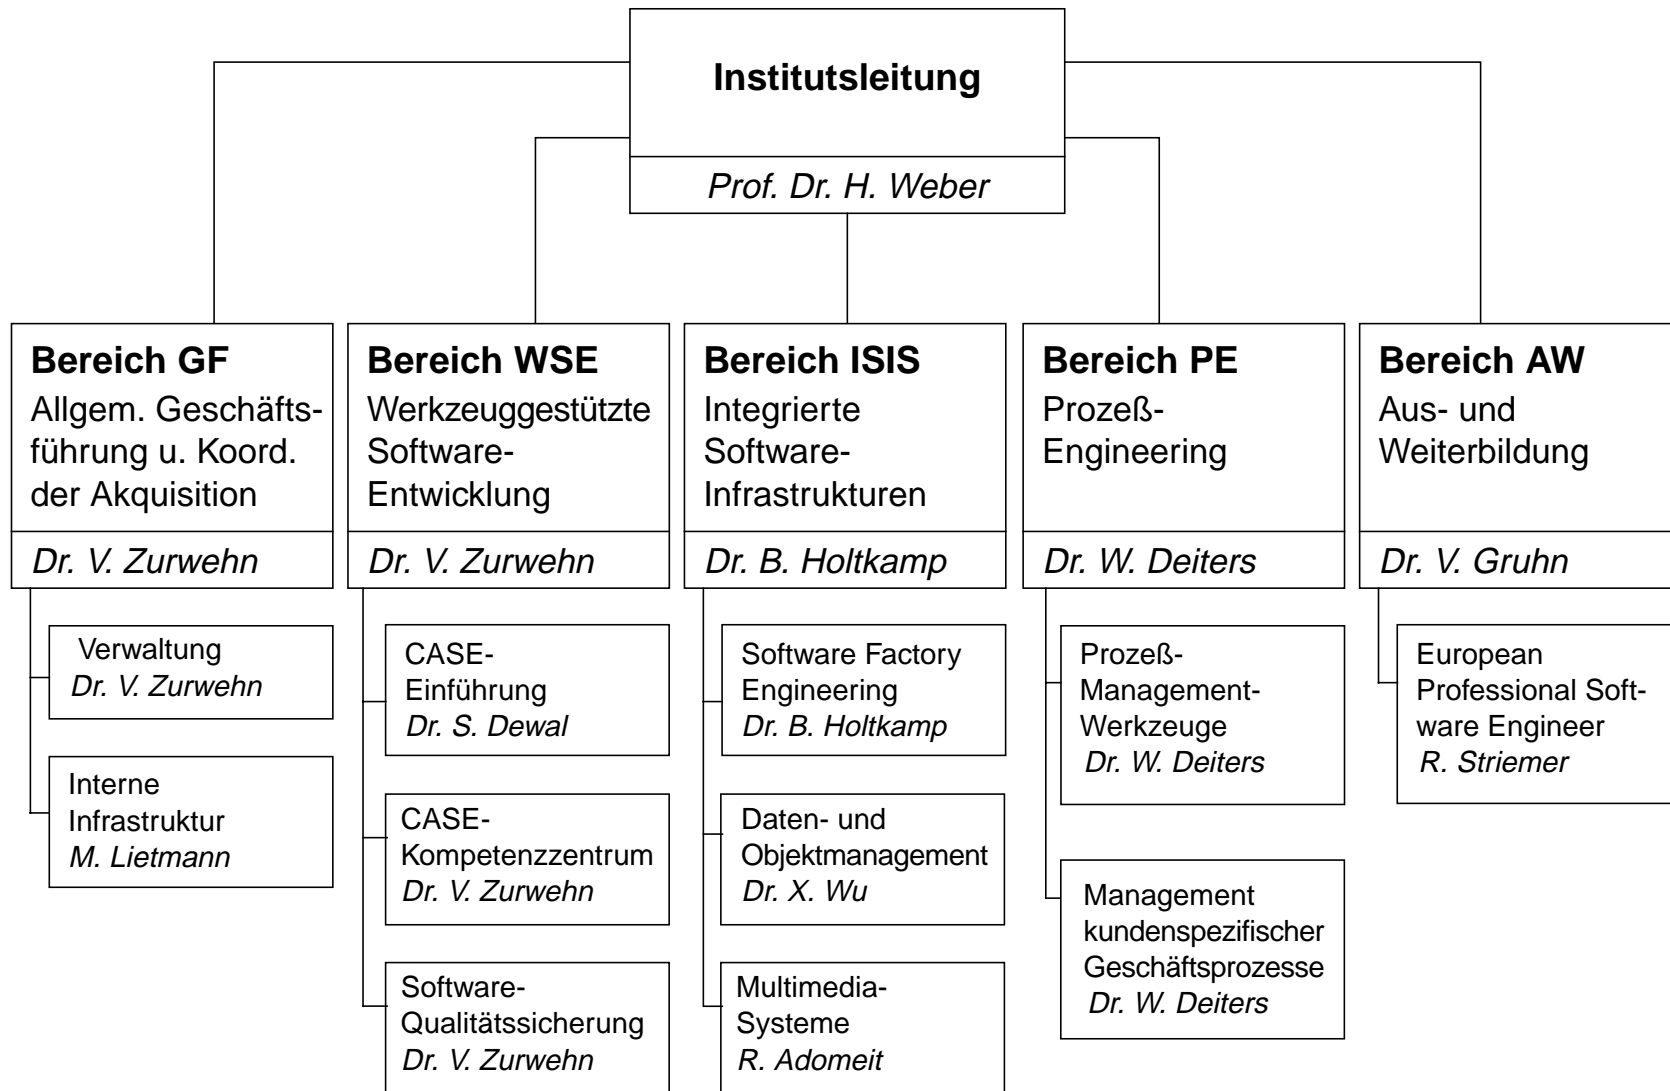 Institutsleitung
Prof. Dr. H. Weber
Bereich GF
Allgem. Geschäfts-
führung u. Koord.
der Akquisition
Dr. V. Zurwehn
Verwaltung
Dr. V. Zurwehn
Interne
Infrastruktur
M. Lietmann
Bereich WSE
Werkzeuggestützte
Software-
Entwicklung
Dr. V. Zurwehn
CASE-
Einführung
Dr. S. Dewal
CASE-
Kompetenzzentrum
Dr. V. Zurwehn
Software-
Qualitätssicherung
Dr. V. Zurwehn
Bereich ISIS
Integrierte
Software-
Infrastrukturen
Dr. B. Holtkamp
Software Factory
Engineering
Dr. B. Holtkamp
Daten- und
Objektmanagement
Dr. X. Wu
Multimedia-
Systeme
R. Adomeit
Bereich PE
Prozeß-
Engineering
Dr. W. Deiters
Prozeß-
Management-
Werkzeuge
Dr. W. Deiters
Management
kundenspezifischer
Geschäftsprozesse
Dr. W. Deiters
Bereich AW
Aus- und
Weiterbildung
Dr. V. Gruhn
European
Professional Soft-
ware Engineer
R. Striemer